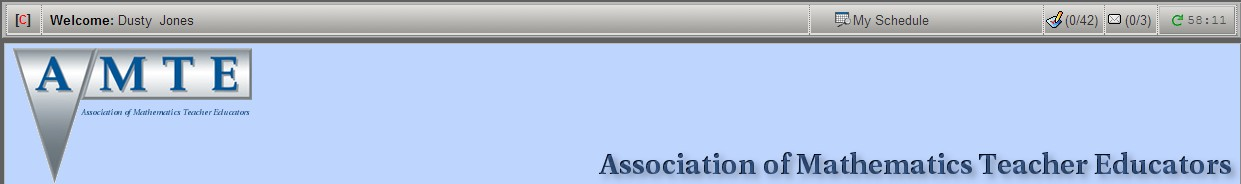 [C] Welcome: Dusty Jones My Schedule (0/42) (0/3) 58:11
AMTE
Association of Mathematics Teacher Educators
Association of Mathematics Teacher Educators